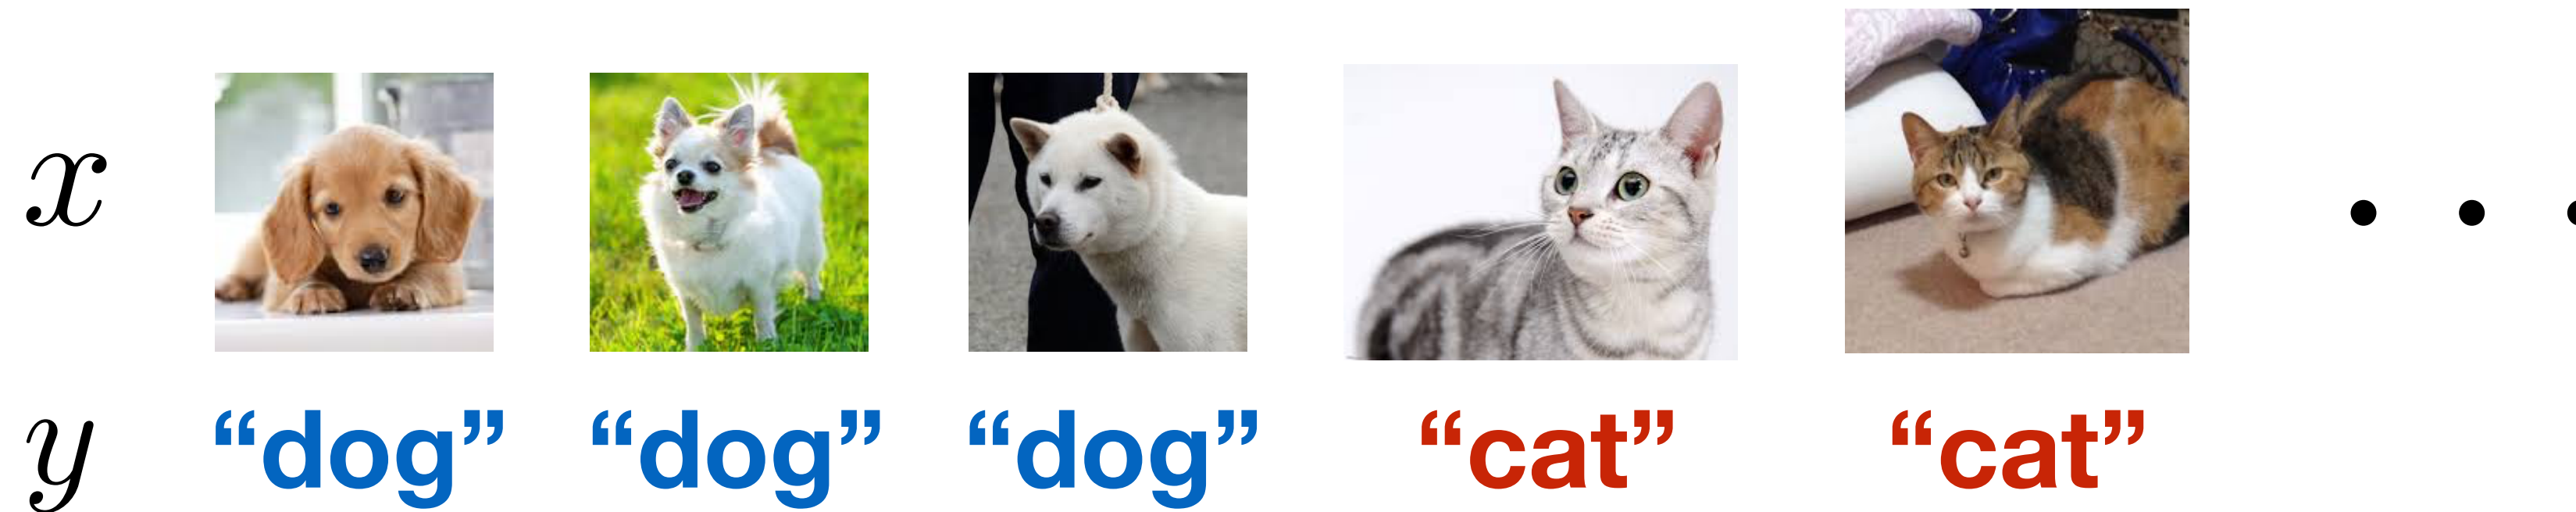 x
y “dog” “dog” “dog” “cat” “cat”